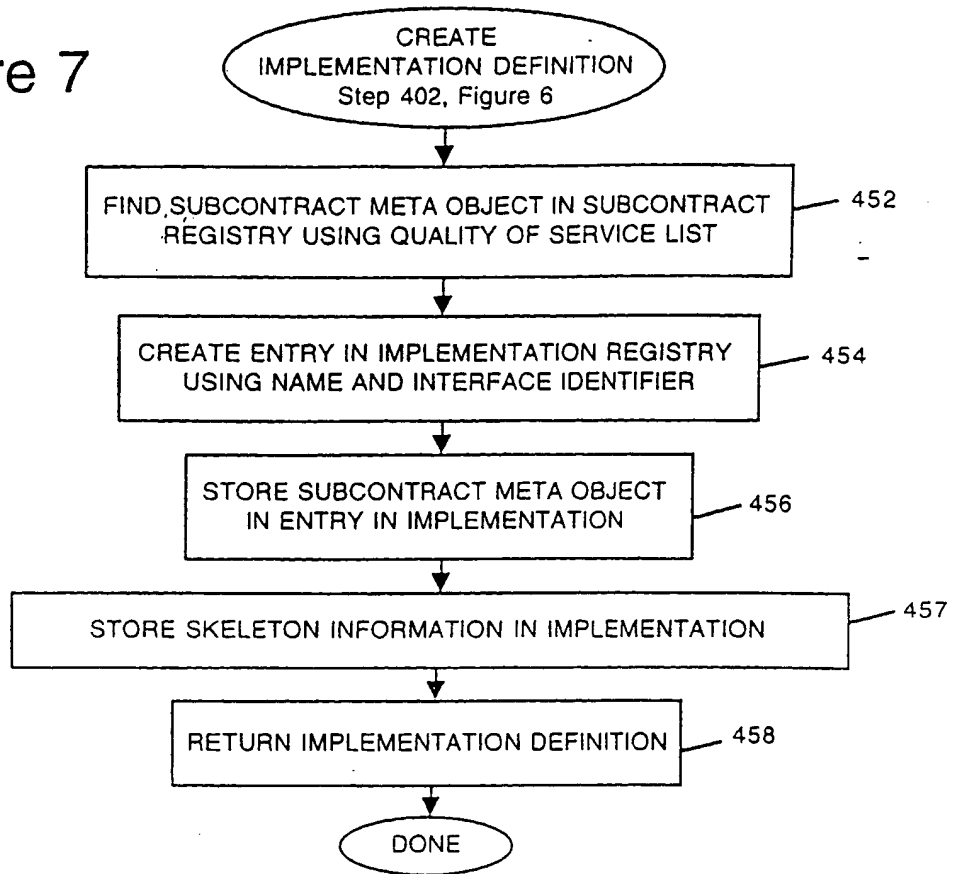 re 7
CREATE
IMPLEMENTATION DEFINITION
Step 402, Figure 6
FIND SUBCONTRACT META OBJECT IN SUBCONTRACT
REGISTRY USING QUALITY OF SERVICE LIST
452
CREATE ENTRY IN IMPLEMENTATION REGISTRY
USING NAME AND INTERFACE IDENTIFIER
454
STORE SUBCONTRACT META OBJECT
IN ENTRY IN IMPLEMENTATION
456
STORE SKELETON INFORMATION IN IMPLEMENTATION
457
RETURN IMPLEMENTATION DEFINITION
458
DONE